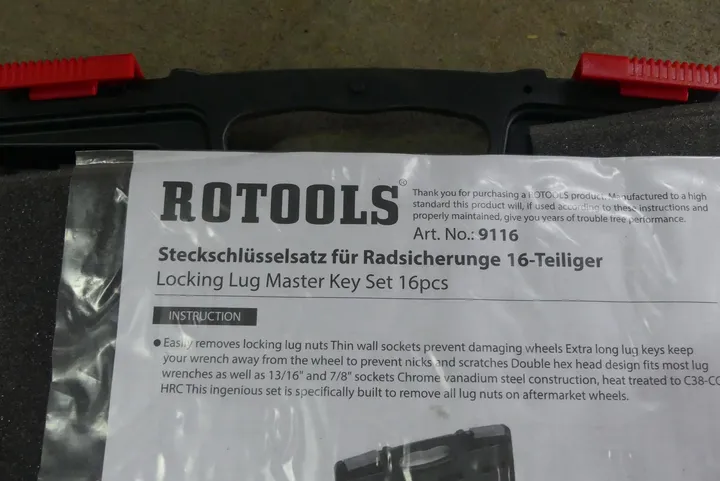 ROTOOLS®
Thank you for purchasing a ROTOOLS product. Manufactured to a high
standard this product will, if used according to these instructions and
properly maintained, give you years of trouble free performance.
Art. No.: 9116
Steckschlüsselsatz für Radsicherunge 16-Teiliger
Locking Lug Master Key Set 16pcs
INSTRUCTION
● Easily removes locking lug nuts Thin wall sockets prevent damaging wheels Extra long lug keys keep
your wrench away from the wheel to prevent nicks and scratches Double hex head design fits most lug
wrenches as well as 13/16" and 7/8" sockets Chrome vanadium steel construction, heat treated to C38-CC
HRC This ingenious set is specifically built to remove all lug nuts on aftermarket wheels.